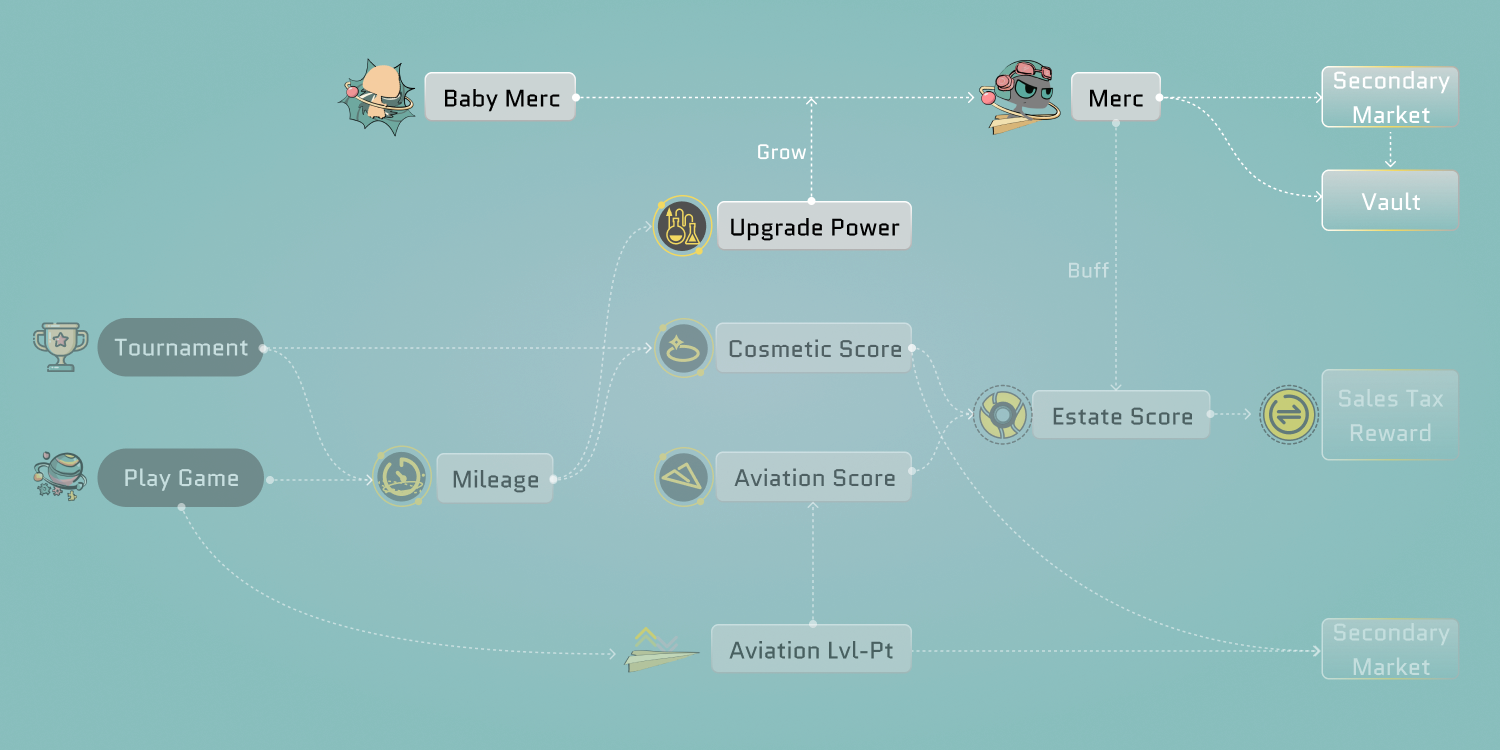 Baby Merc
Merc
Secondary
Market
Grow
Vault
Upgrade Power
Buff
Tournament
Cosmetic Score
Estate Score
Sales Tax
Reward
Play Game
Mileage
Aviation Score
Aviation Lvl-Pt
Secondary
Market